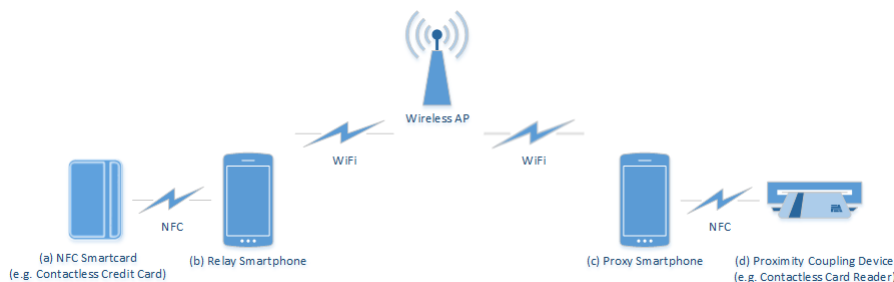 Wireless AP
WiFi
WiFi
NFC
NFC
(a) NFC Smartcard
(e.g. Contactless Credit Card)
(b) Relay Smartphone
(c) Proxy Smartphone
(d) Proximity Coupling Device
(e.g. Contactless Card Reader)